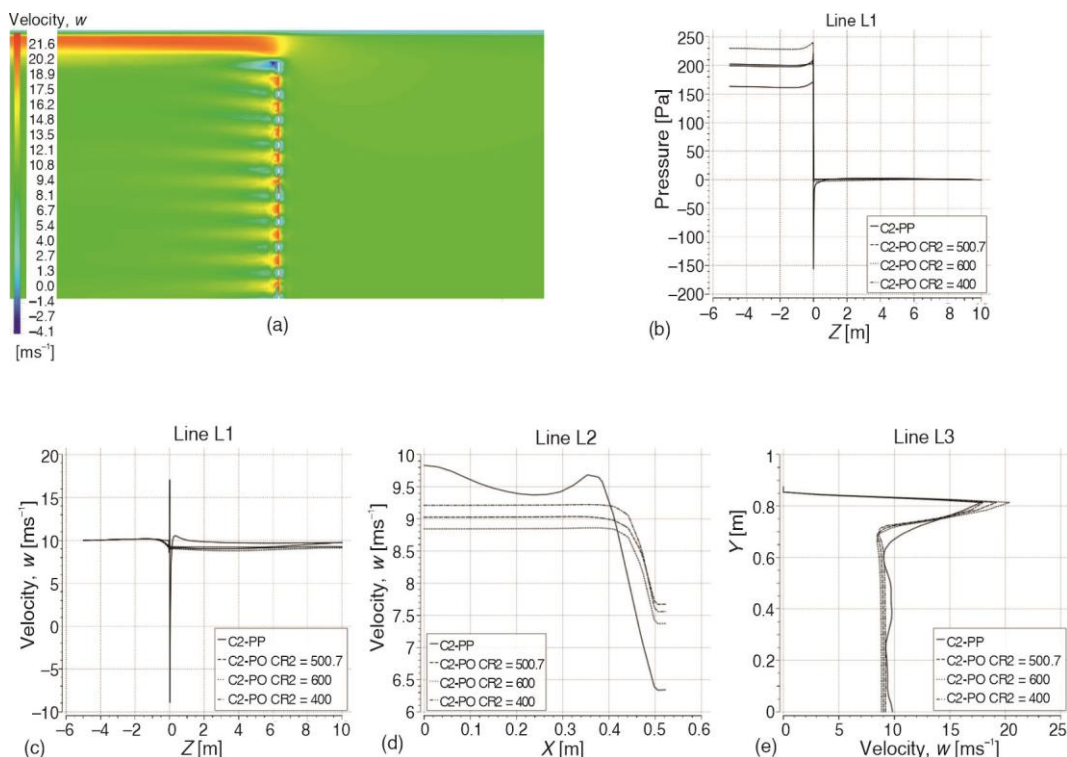 Velocity, w
21.6
20.2
18.9
17.5
16.2
14.8
13.5
12.1
10.8
9.4
8.1
6.7
5.4
4.0
2.7
1.3
0.0
−1.4
−2.7
−4.1
[ms⁻¹]
(a)
Line L1
Pressure [Pa]
250
200
150
100
50
0
−50
−100
−150
−200
−6 −4 −2 0 2 4 6 8 10
Z [m]
C2-PP
C2-PO CR2 = 500.7
C2-PO CR2 = 600
C2-PO CR2 = 400
(b)
Line L1
Velocity, w [ms⁻¹]
20
15
10
5
0
−5
−10
−6 −4 −2 0 2 4 6 8 10
Z [m]
C2-PP
C2-PO CR2 = 500.7
C2-PO CR2 = 600
C2-PO CR2 = 400
(c)
Line L2
Velocity, w [ms⁻¹]
10
9.5
9
8.5
8
7.5
7
6.5
6
0 0.1 0.2 0.3 0.4 0.5 0.6
X [m]
C2-PP
C2-PO CR2 = 500.7
C2-PO CR2 = 600
C2-PO CR2 = 400
(d)
Line L3
Y [m]
1
0.8
0.6
0.4
0.2
0
0 5 10 15 20 25
Velocity, w [ms⁻¹]
C2-PP
C2-PO CR2 = 500.7
C2-PO CR2 = 600
C2-PO CR2 = 400
(e)